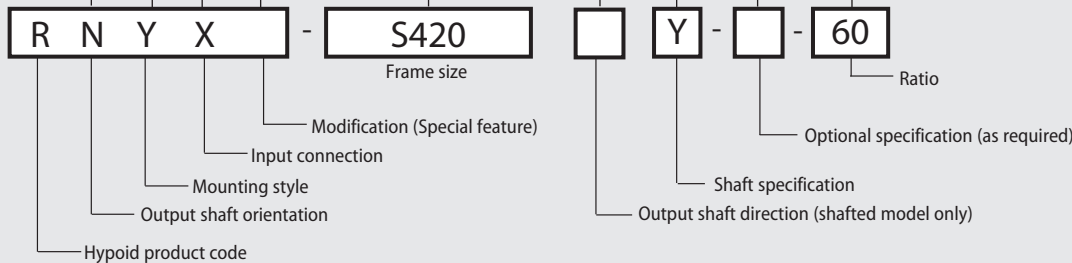 R N Y X - S420 Y - - 60
Frame size
Ratio
Modification (Special feature)
Optional specification (as required)
Input connection
Mounting style
Shaft specification
Output shaft orientation
Output shaft direction (shafted model only)
Hypoid product code